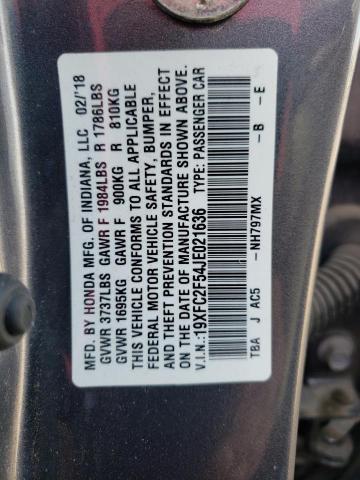 MFG. BY HONDA MFG. OF INDIANA, LLC 02/'18
GVWR 3737LBS GAWR F 1984LBS R 1786LBS
GVWR 1695KG GAWR F 900KG R 810KG
THIS VEHICLE CONFORMS TO ALL APPLICABLE
FEDERAL MOTOR VEHICLE SAFETY, BUMPER,
AND THEFT PREVENTION STANDARDS IN EFFECT
ON THE DATE OF MANUFACTURE SHOWN ABOVE.
V.I.N.: 19XFC2F54JE021636 TYPE: PASSENGER CAR
TBA J AC5 - NH797MX - B - E